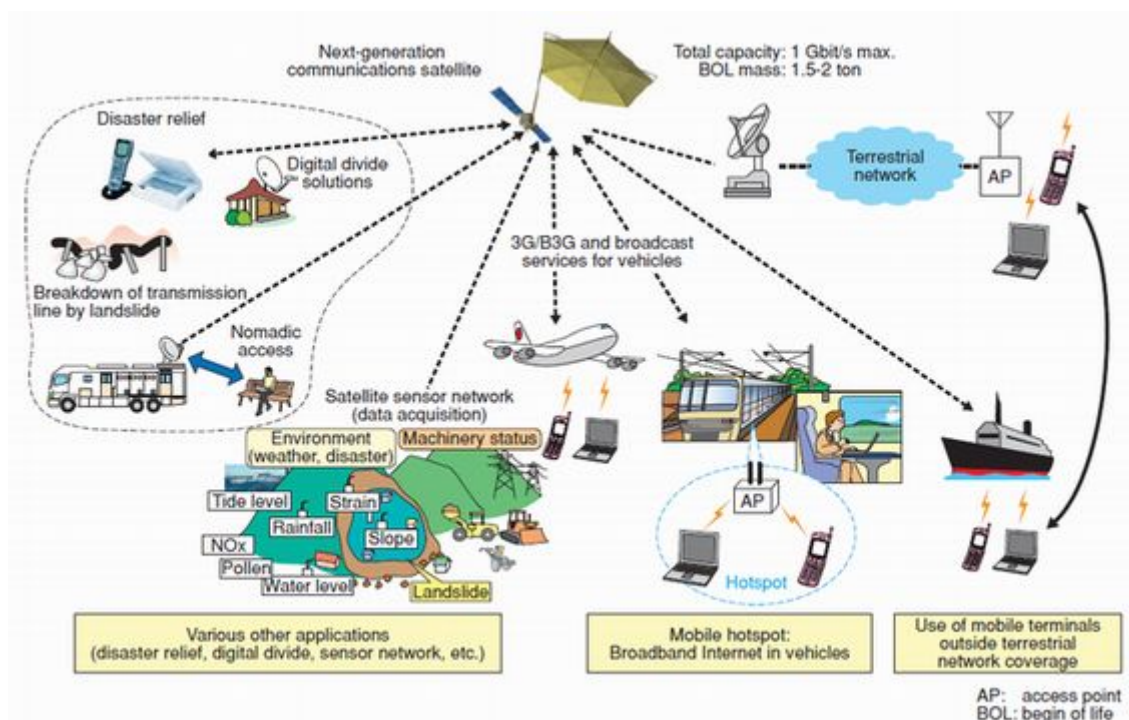 Next-generation
communications satellite
Total capacity: 1 Gbit/s max.
BOL mass: 1.5-2 ton
Disaster relief
Digital divide
solutions
Terrestrial
network
AP
3G/B3G and broadcast
services for vehicles
Breakdown of transmission
line by landslide
Nomadic
access
Satellite sensor network
(data acquisition)
Environment
(weather, disaster)
Machinery status
Tide level
Strain
Rainfall
Slope
NOx
Pollen
Water level
Landslide
AP
Hotspot
Various other applications
(disaster relief, digital divide, sensor network, etc.)
Mobile hotspot:
Broadband Internet in vehicles
Use of mobile terminals
outside terrestrial
network coverage
AP: access point
BOL: begin of life